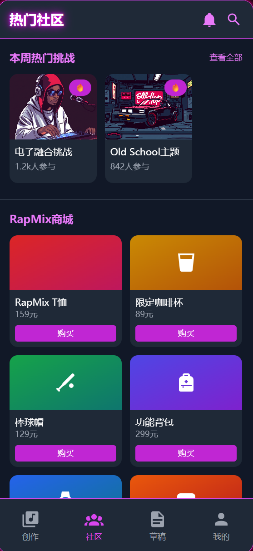 热门社区
本周热门挑战
查看全部
电子融合挑战
1.2k人参与
Old School主题
842人参与
RapMix商城
RapMix T恤
159元
购买
限定咖啡杯
89元
购买
棒球帽
129元
购买
功能背包
299元
购买
创作
社区
草稿
我的